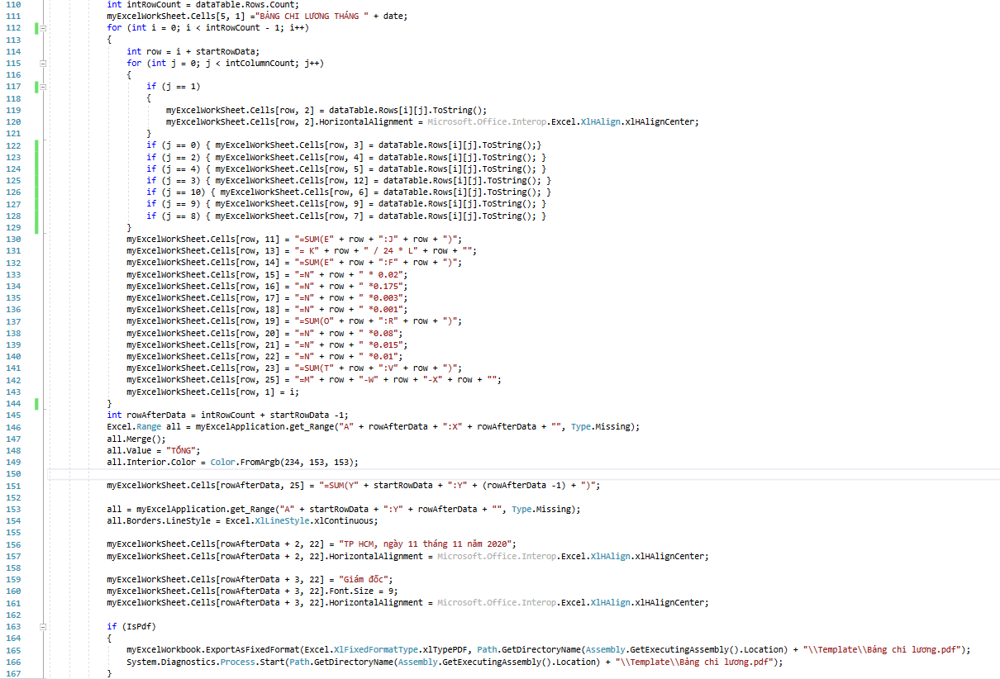 110 int intRowCount = dataTable.Rows.Count;
111 myExcelWorkSheet.Cells[5, 1] ="BẢNG CHI LƯƠNG THÁNG " + date;
112 for (int i = 0; i < intRowCount - 1; i++)
113 {
114 int row = i + startRowData;
115 for (int j = 0; j < intColumnCount; j++)
116 {
117 if (j == 1)
118 {
119 myExcelWorkSheet.Cells[row, 2] = dataTable.Rows[i][j].ToString();
120 myExcelWorkSheet.Cells[row, 2].HorizontalAlignment = Microsoft.Office.Interop.Excel.XlHAlign.xlHAlignCenter;
121 }
122 if (j == 0) { myExcelWorkSheet.Cells[row, 3] = dataTable.Rows[i][j].ToString();}
123 if (j == 2) { myExcelWorkSheet.Cells[row, 4] = dataTable.Rows[i][j].ToString(); }
124 if (j == 4) { myExcelWorkSheet.Cells[row, 5] = dataTable.Rows[i][j].ToString(); }
125 if (j == 3) { myExcelWorkSheet.Cells[row, 12] = dataTable.Rows[i][j].ToString(); }
126 if (j == 10) { myExcelWorkSheet.Cells[row, 6] = dataTable.Rows[i][j].ToString(); }
127 if (j == 9) { myExcelWorkSheet.Cells[row, 9] = dataTable.Rows[i][j].ToString(); }
128 if (j == 8) { myExcelWorkSheet.Cells[row, 7] = dataTable.Rows[i][j].ToString(); }
129 }
130 myExcelWorkSheet.Cells[row, 11] = "=SUM(E" + row + ":J" + row + ")";
131 myExcelWorkSheet.Cells[row, 13] = "= K" + row + " / 24 * L" + row + "";
132 myExcelWorkSheet.Cells[row, 14] = "=SUM(E" + row + ":F" + row + ")";
133 myExcelWorkSheet.Cells[row, 15] = "=N" + row + " * 0.02";
134 myExcelWorkSheet.Cells[row, 16] = "=N" + row + " *0.175";
135 myExcelWorkSheet.Cells[row, 17] = "=N" + row + " *0.003";
136 myExcelWorkSheet.Cells[row, 18] = "=N" + row + " *0.001";
137 myExcelWorkSheet.Cells[row, 19] = "=SUM(O" + row + ":R" + row + ")";
138 myExcelWorkSheet.Cells[row, 20] = "=N" + row + " *0.08";
139 myExcelWorkSheet.Cells[row, 21] = "=N" + row + " *0.015";
140 myExcelWorkSheet.Cells[row, 22] = "=N" + row + " *0.01";
141 myExcelWorkSheet.Cells[row, 23] = "=SUM(T" + row + ":V" + row + ")";
142 myExcelWorkSheet.Cells[row, 25] = "=M" + row + "-W" + row + "-X" + row + "";
143 myExcelWorkSheet.Cells[row, 1] = i;
144 }
145 int rowAfterData = intRowCount + startRowData -1;
146 Excel.Range all = myExcelApplication.get_Range("A" + rowAfterData + ":X" + rowAfterData + "", Type.Missing);
147 all.Merge();
148 all.Value = "TỔNG";
149 all.Interior.Color = Color.FromArgb(234, 153, 153);
150
151 myExcelWorkSheet.Cells[rowAfterData, 25] = "=SUM(Y" + startRowData + ":Y" + (rowAfterData -1) + ")";
152
153 all = myExcelApplication.get_Range("A" + startRowData + ":Y" + rowAfterData + "", Type.Missing);
154 all.Borders.LineStyle = Excel.XlLineStyle.xlContinuous;
155
156 myExcelWorkSheet.Cells[rowAfterData + 2, 22] = "TP HCM, ngày 11 tháng 11 năm 2020";
157 myExcelWorkSheet.Cells[rowAfterData + 2, 22].HorizontalAlignment = Microsoft.Office.Interop.Excel.XlHAlign.xlHAlignCenter;
158
159 myExcelWorkSheet.Cells[rowAfterData + 3, 22] = "Giám đốc";
160 myExcelWorkSheet.Cells[rowAfterData + 3, 22].Font.Size = 9;
161 myExcelWorkSheet.Cells[rowAfterData + 3, 22].HorizontalAlignment = Microsoft.Office.Interop.Excel.XlHAlign.xlHAlignCenter;
162
163 if (IsPdf)
164 {
165 myExcelWorkbook.ExportAsFixedFormat(Excel.XlFixedFormatType.xlTypePDF, Path.GetDirectoryName(Assembly.GetExecutingAssembly().Location) + "\\Template\\Bảng chi lương.pdf");
166 System.Diagnostics.Process.Start(Path.GetDirectoryName(Assembly.GetExecutingAssembly().Location) + "\\Template\\Bảng chi lương.pdf");
167 }